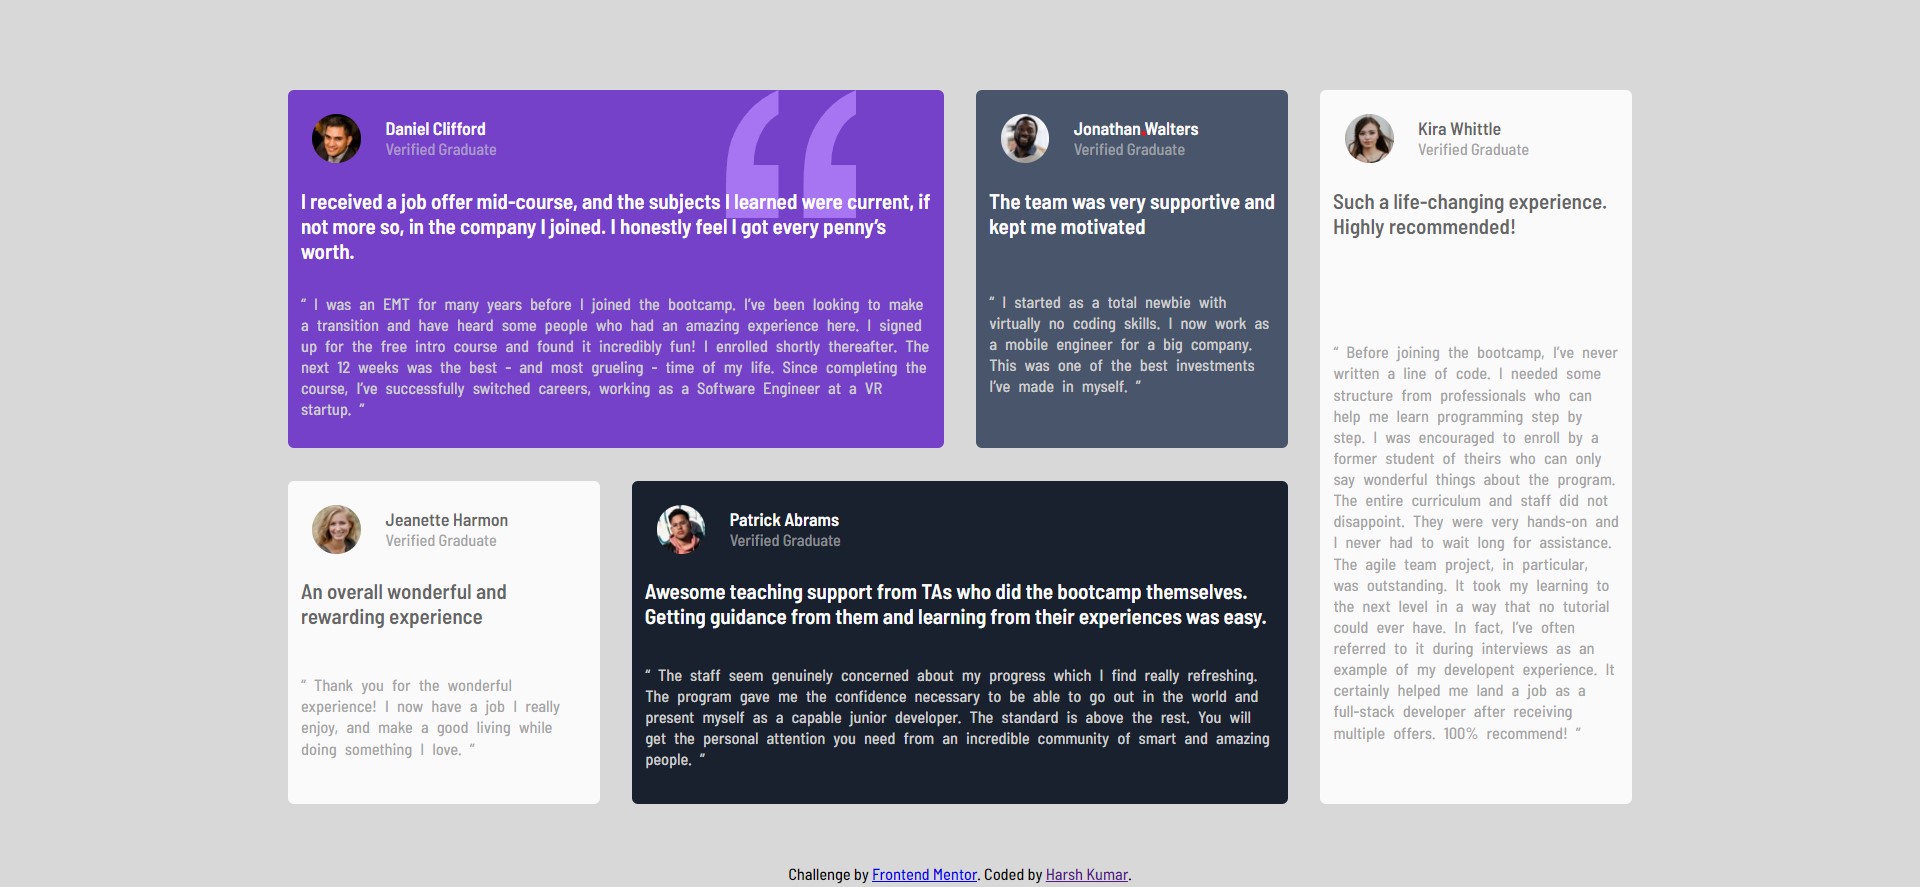 Daniel Clifford
Verified Graduate
I received a job offer mid-course, and the subjects I learned were current, if
not more so, in the company I joined. I honestly feel I got every penny’s
worth.
“ I was an EMT for many years before I joined the bootcamp. I’ve been looking to make
a transition and have heard some people who had an amazing experience here. I signed
up for the free intro course and found it incredibly fun! I enrolled shortly thereafter. The
next 12 weeks was the best - and most grueling - time of my life. Since completing the
course, I’ve successfully switched careers, working as a Software Engineer at a VR
startup. ”
Jonathan Walters
Verified Graduate
The team was very supportive and
kept me motivated
“ I started as a total newbie with
virtually no coding skills. I now work as
a mobile engineer for a big company.
This was one of the best investments
I’ve made in myself. “
Kira Whittle
Verified Graduate
Such a life-changing experience.
Highly recommended!
“ Before joining the bootcamp, I’ve never
written a line of code. I needed some
structure from professionals who can
help me learn programming step by
step. I was encouraged to enroll by a
former student of theirs who can only
say wonderful things about the program.
The entire curriculum and staff did not
disappoint. They were very hands-on and
I never had to wait long for assistance.
The agile team project, in particular,
was outstanding. It took my learning to
the next level in a way that no tutorial
could ever have. In fact, I’ve often
referred to it during interviews as an
example of my developent experience. It
certainly helped me land a job as a
full-stack developer after receiving
multiple offers. 100% recommend! ”
Jeanette Harmon
Verified Graduate
An overall wonderful and
rewarding experience
“ Thank you for the wonderful
experience! I now have a job I really
enjoy, and make a good living while
doing something I love. ”
Patrick Abrams
Verified Graduate
Awesome teaching support from TAs who did the bootcamp themselves.
Getting guidance from them and learning from their experiences was easy.
“ The staff seem genuinely concerned about my progress which I find really refreshing.
The program gave me the confidence necessary to be able to go out in the world and
present myself as a capable junior developer. The standard is above the rest. You will
get the personal attention you need from an incredible community of smart and amazing
people. ”
Challenge by Frontend Mentor. Coded by Harsh Kumar.